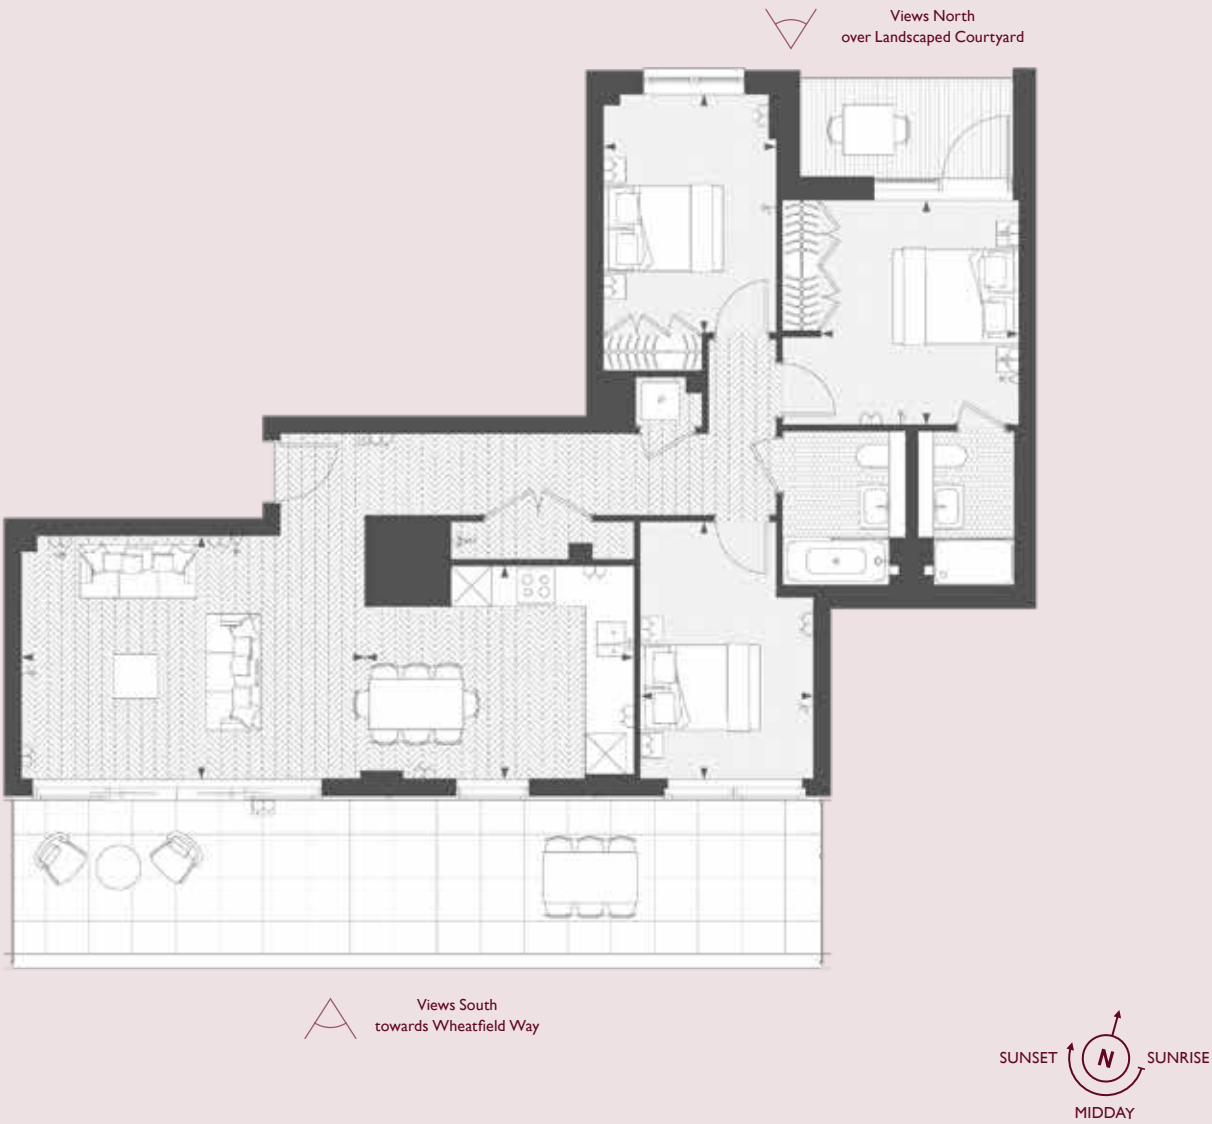 Views North
over Landscaped Courtyard
Views South
towards Wheatfield Way
SUNSET
N
SUNRISE
MIDDAY